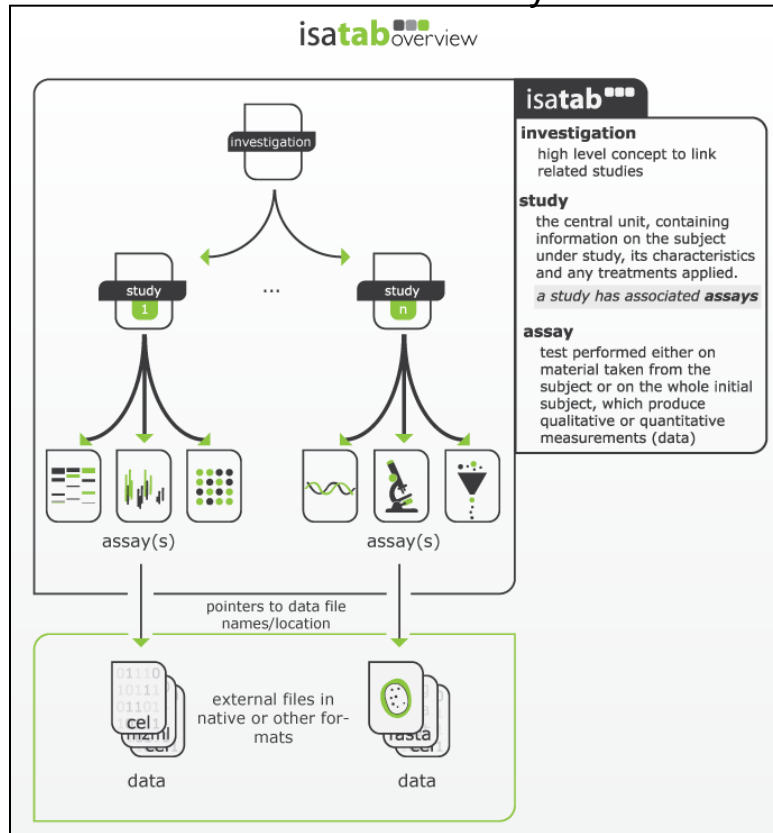 isatab overview
isatab
investigation
high level concept to link
related studies
study
the central unit, containing
information on the subject
under study, its characteristics
and any treatments applied.
a study has associated assays
assay
test performed either on
material taken from the
subject or on the whole initial
subject, which produce
qualitative or quantitative
measurements (data)
investigation
study
1
...
study
n
assay(s)
assay(s)
pointers to data file
names/location
01110
10111
cel
mzml
external files in
native or other for-
mats
fasta
data
data